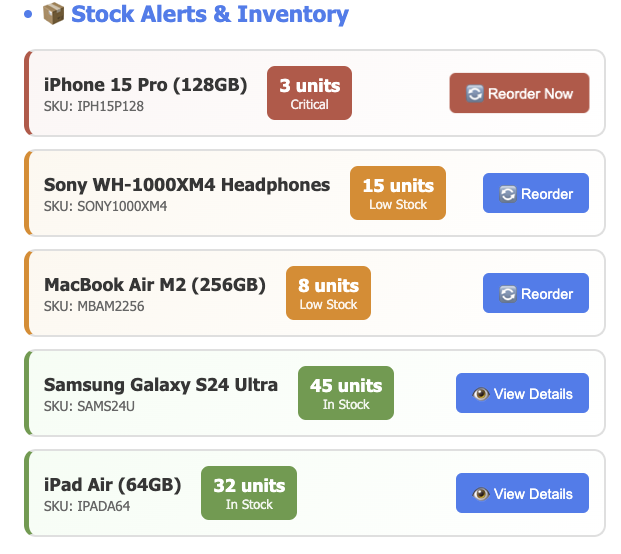 Stock Alerts & Inventory
iPhone 15 Pro (128GB)
SKU: IPH15P128
3 units
Critical
Reorder Now
Sony WH-1000XM4 Headphones
SKU: SONY1000XM4
15 units
Low Stock
Reorder
MacBook Air M2 (256GB)
SKU: MBAM2256
8 units
Low Stock
Reorder
Samsung Galaxy S24 Ultra
SKU: SAMS24U
45 units
In Stock
View Details
iPad Air (64GB)
SKU: IPADA64
32 units
In Stock
View Details